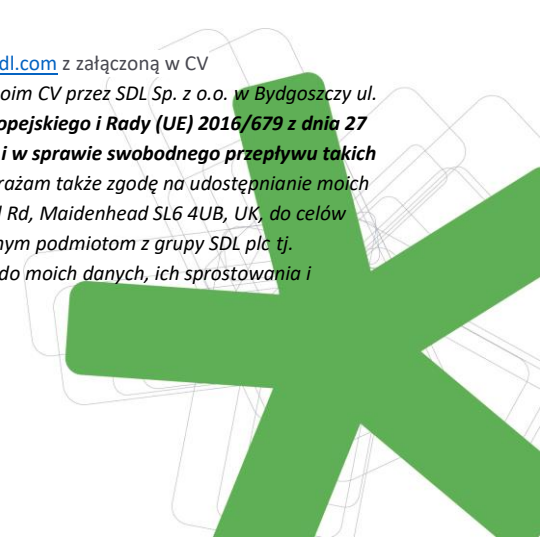 dl.com z załączoną w CV
oim CV przez SDL Sp. z o.o. w Bydgoszczy ul.
opejskiego i Rady (UE) 2016/679 z dnia 27
i w sprawie swobodnego przepływu takich
rażam także zgodę na udostępnianie moich
l Rd, Maidenhead SL6 4UB, UK, do celów
nym podmiotom z grupy SDL plc tj.
do moich danych, ich sprostowania i